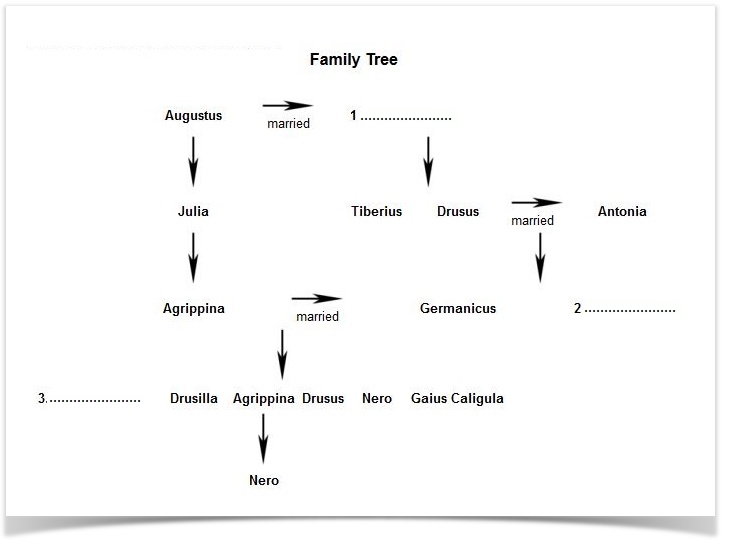 Family Tree
Augustus married 1 .......................
Julia Tiberius Drusus married Antonia
Agrippina married Germanicus 2 .......................
3. ....................... Drusilla Agrippina Drusus Nero Gaius Caligula
Nero